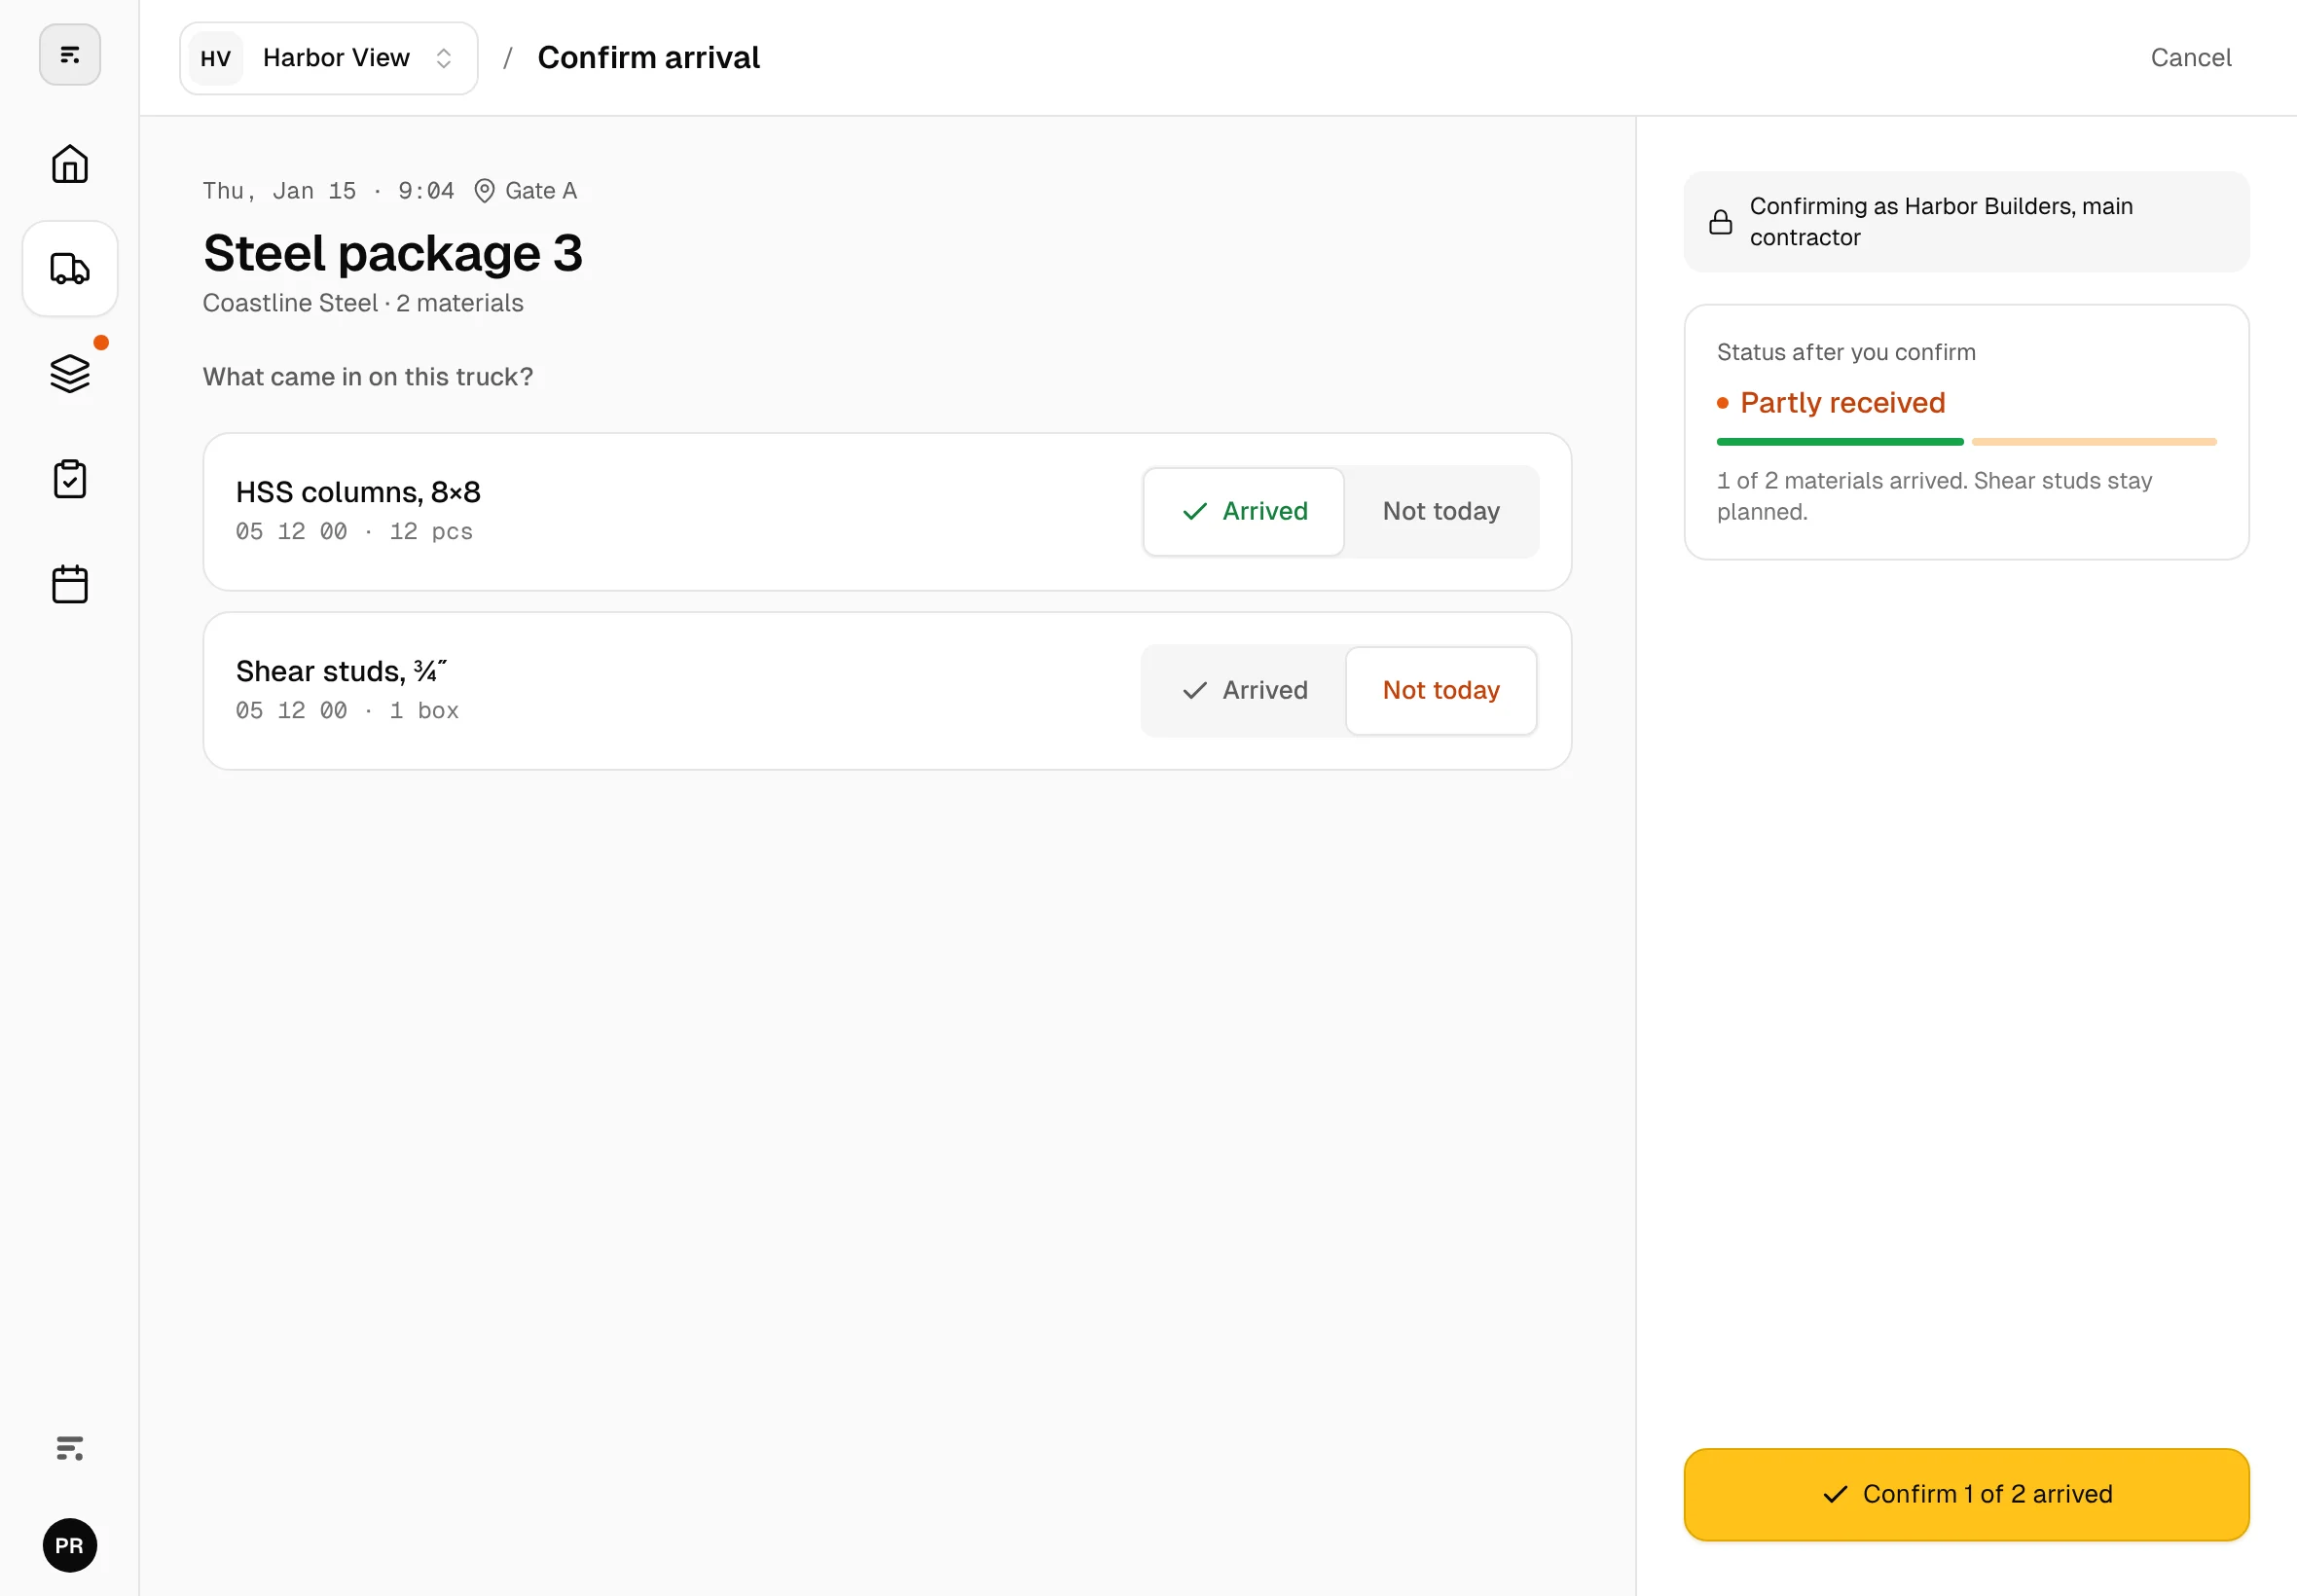 HV Harbor View / Confirm arrival
Cancel
Thu, Jan 15 · 9:04 Gate A
Steel package 3
Coastline Steel · 2 materials
What came in on this truck?
HSS columns, 8×8
05 12 00 · 12 pcs
Arrived Not today
Shear studs, ¾″
05 12 00 · 1 box
Arrived Not today
Confirming as Harbor Builders, main
contractor
Status after you confirm
Partly received
1 of 2 materials arrived. Shear studs stay
planned.
Confirm 1 of 2 arrived
PR